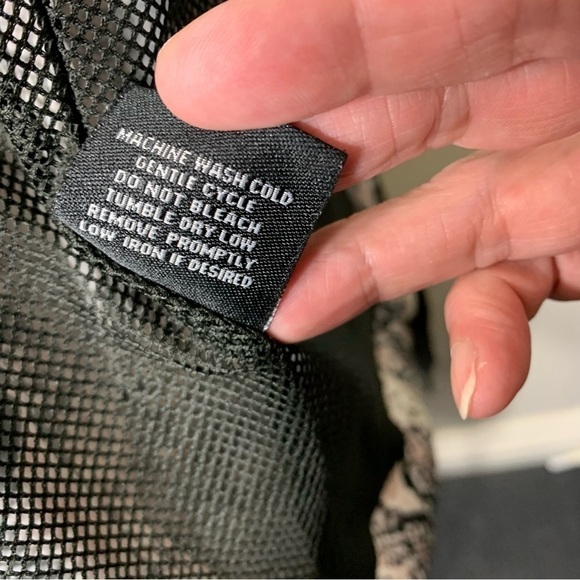 MACHINE WASH COLD
GENTLE CYCLE
DO NOT BLEACH
TUMBLE DRY LOW
REMOVE PROMPTLY
LOW IRON IF DESIRED